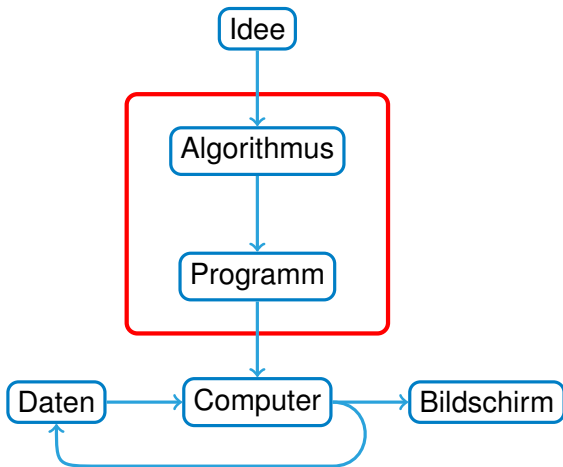 Idee
Algorithmus
Programm
Daten
Computer
Bildschirm